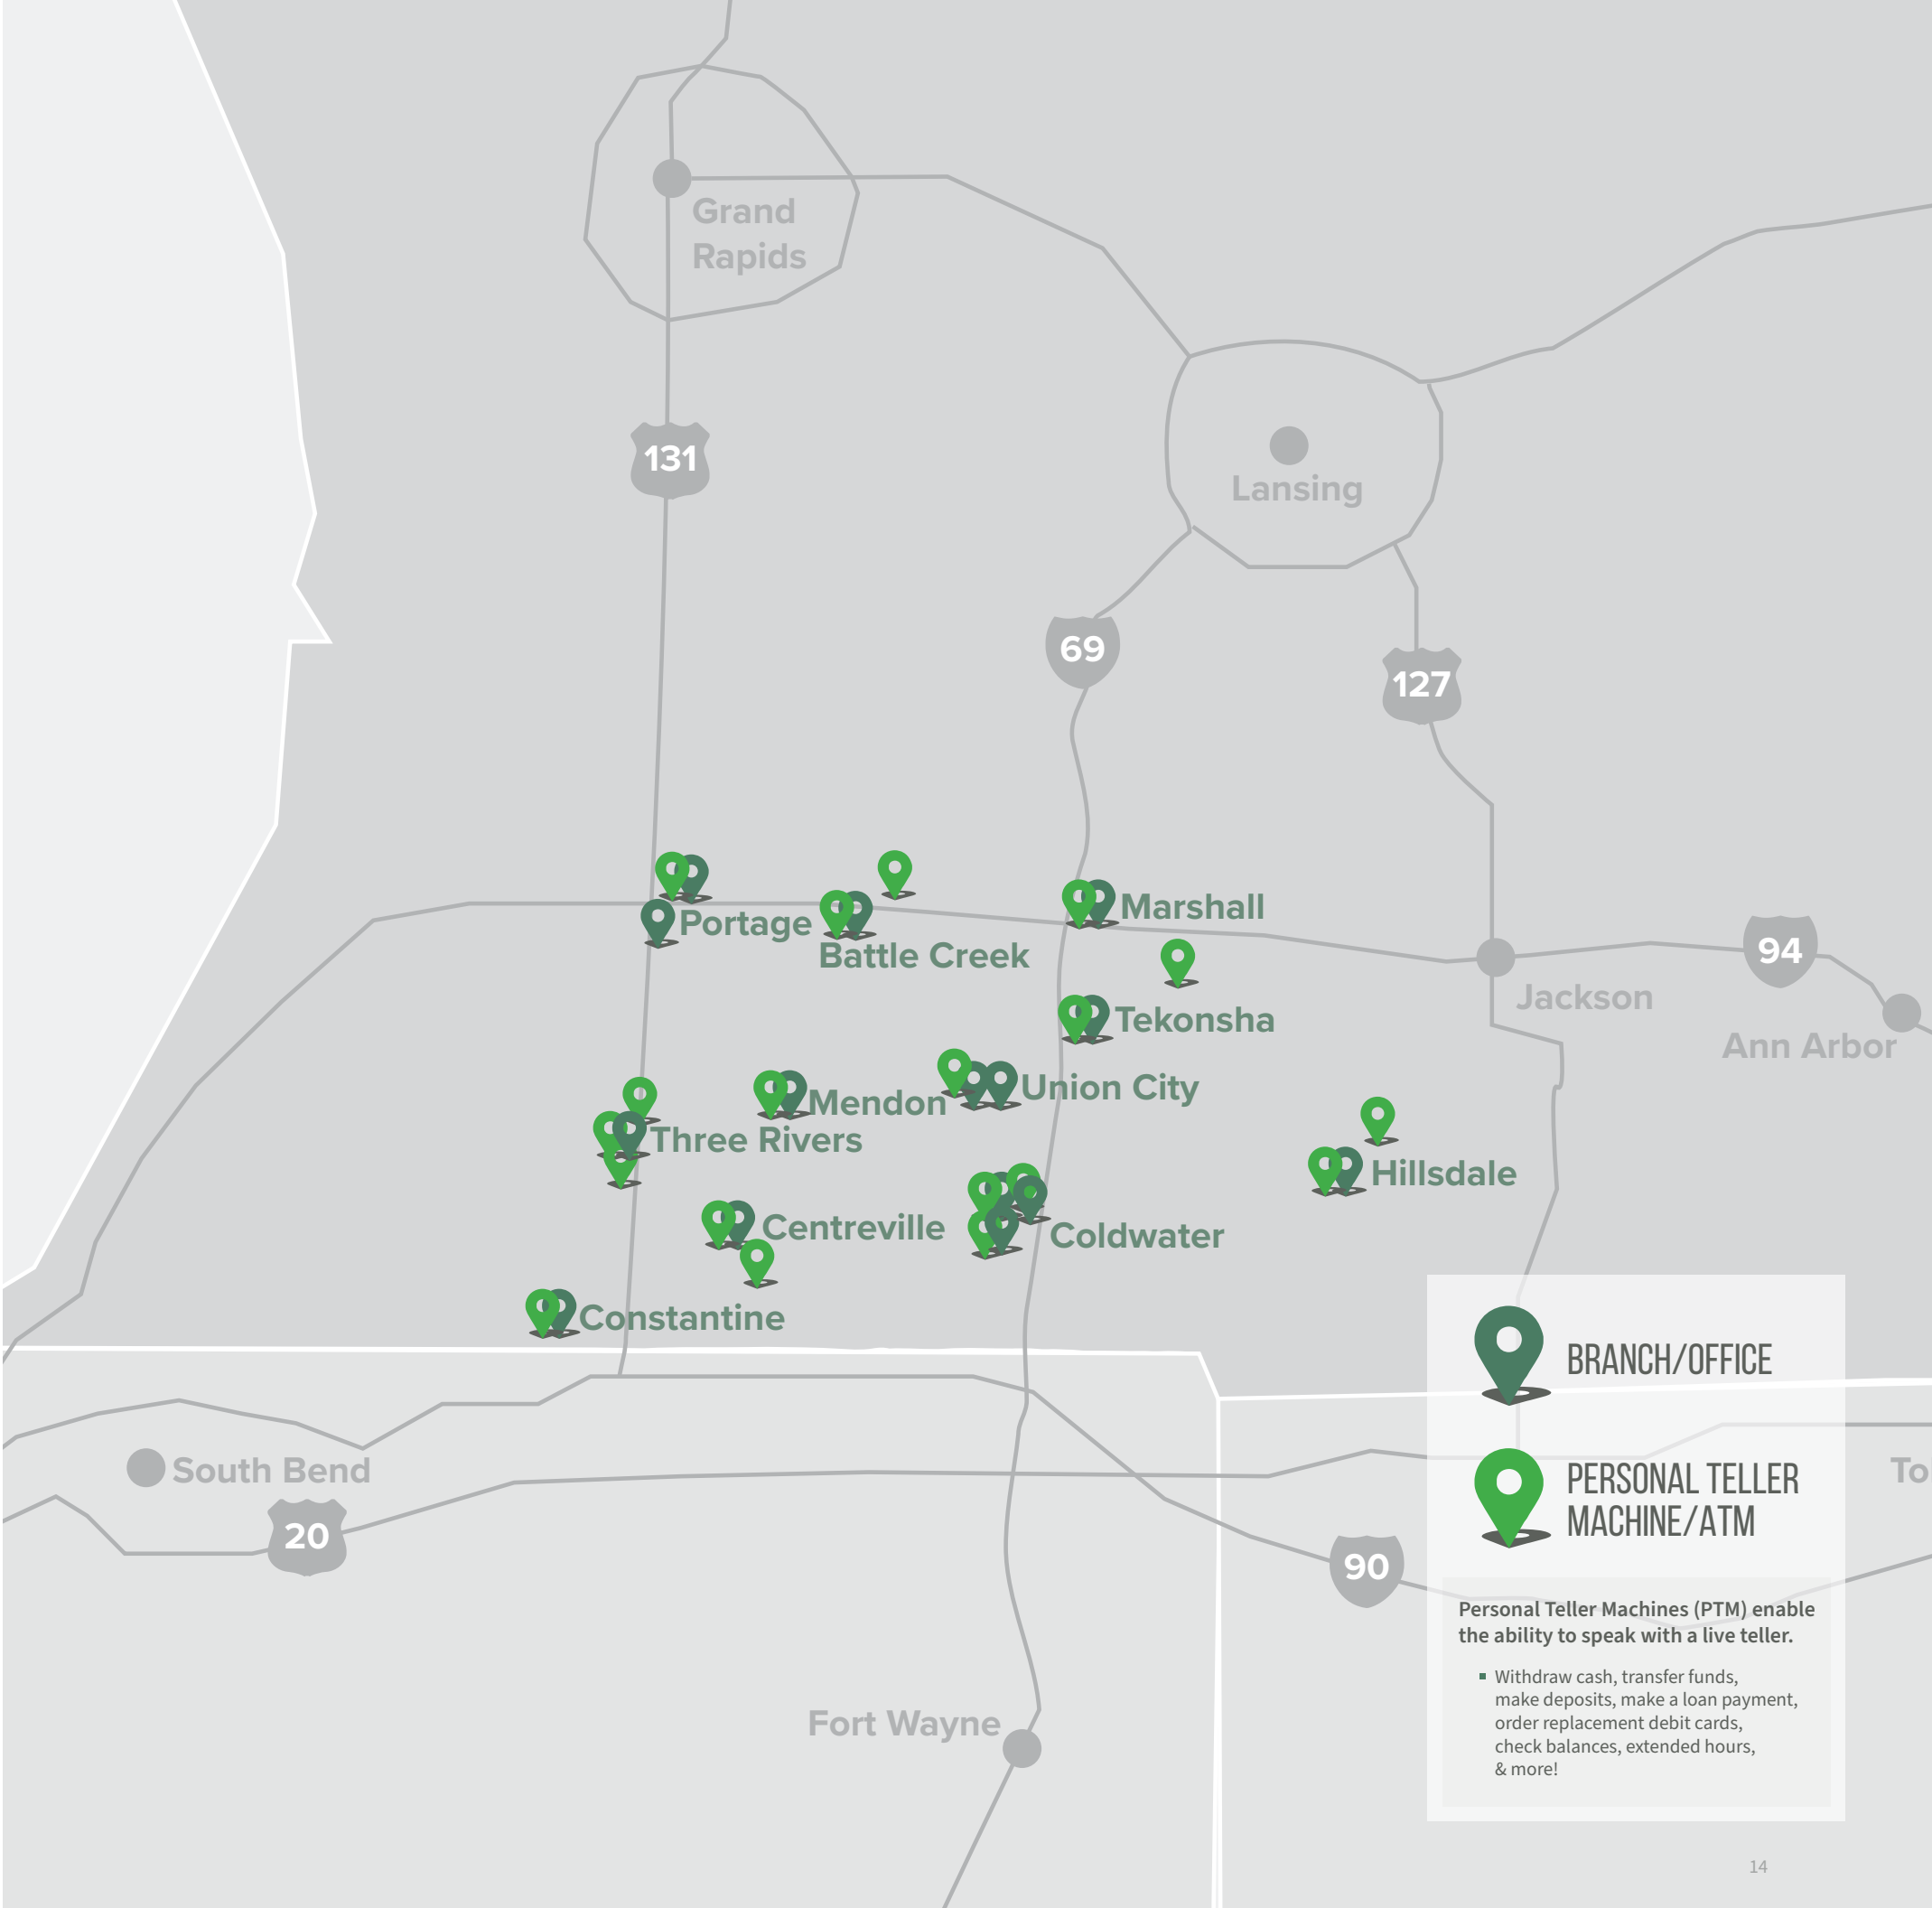 Grand
Rapids
131
Lansing
69
127
Portage
Battle Creek
Marshall
94
Jackson
Tekonsha
Ann Arbor
Mendon
Union City
Three Rivers
Hillsdale
Centreville
Coldwater
Constantine
BRANCH/OFFICE
South Bend
To
PERSONAL TELLER
MACHINE/ATM
20
90
Personal Teller Machines (PTM) enable
the ability to speak with a live teller.
▪ Withdraw cash, transfer funds,
make deposits, make a loan payment,
order replacement debit cards,
check balances, extended hours,
& more!
Fort Wayne
14